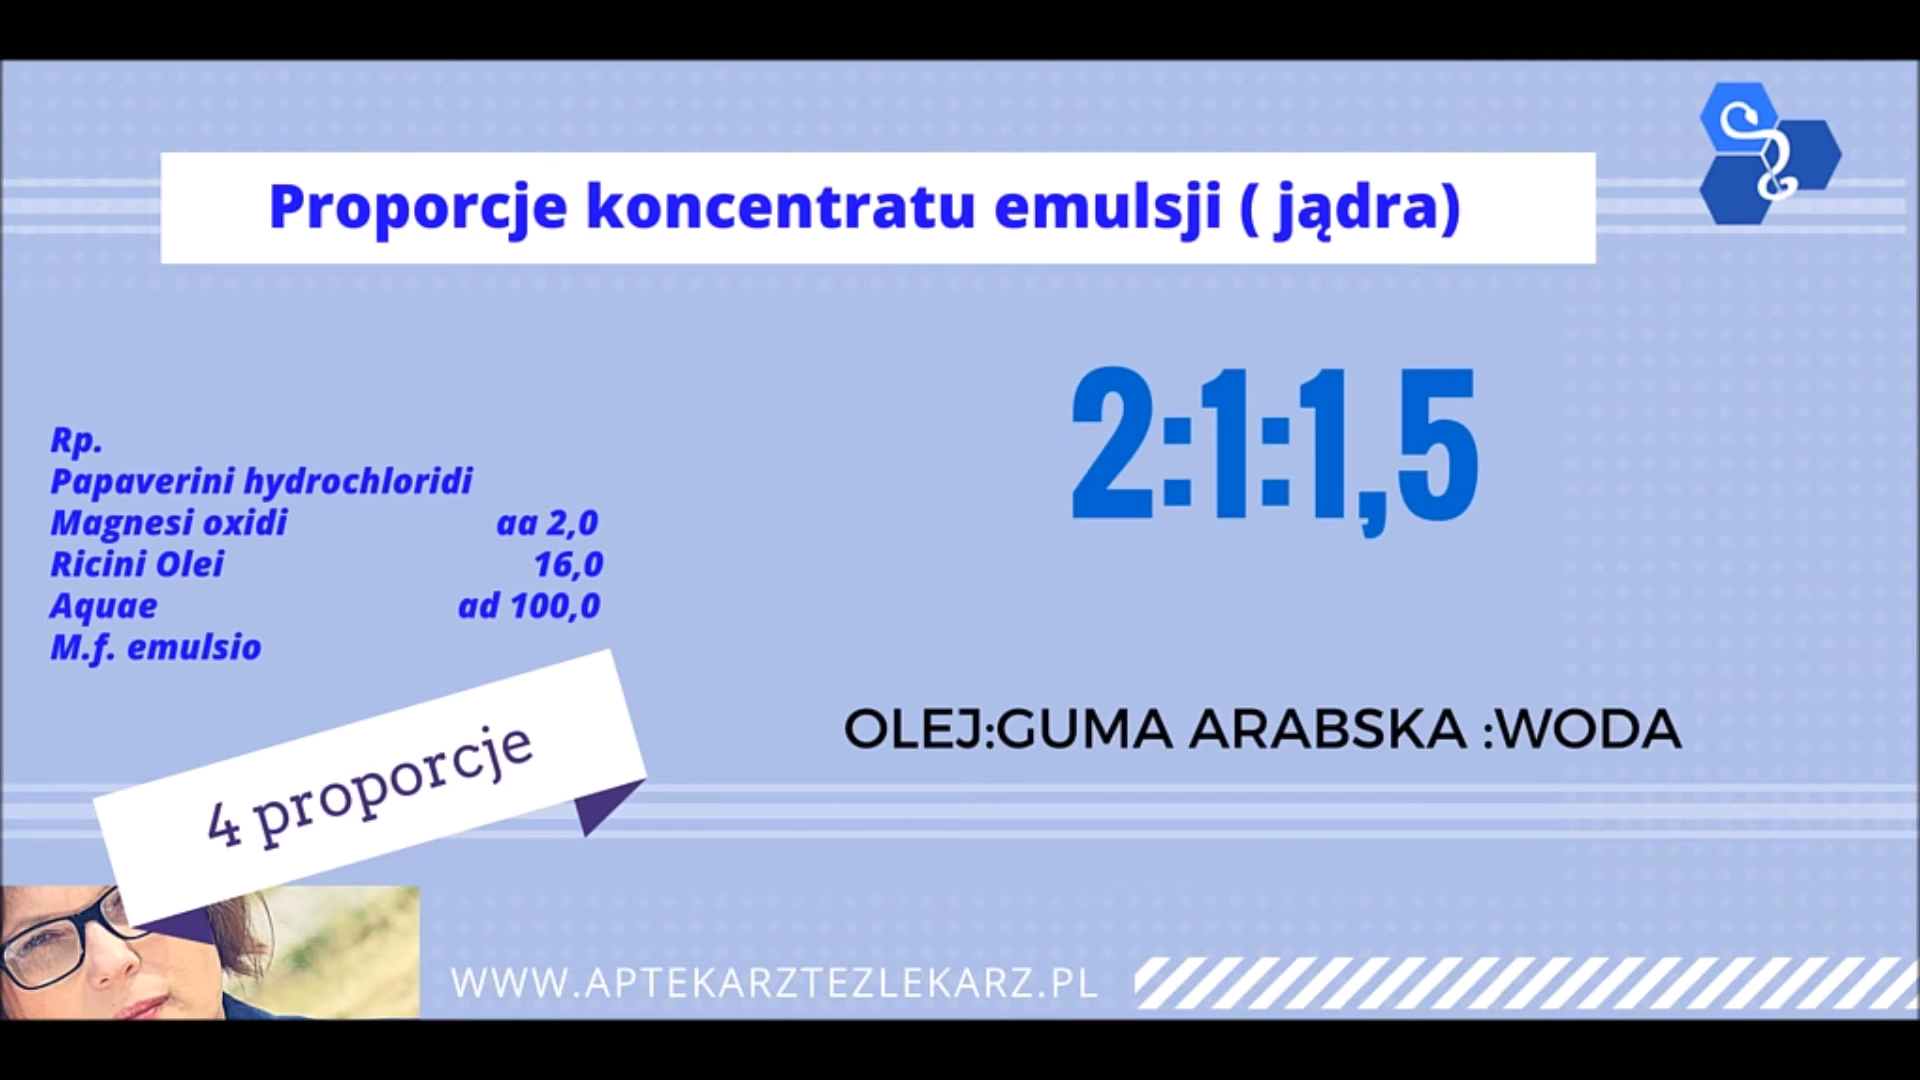 Proporcje koncentratu emulsji ( jądra)
Rp.
Papaverini hydrochloridi
Magnesi oxidi aa 2,0
Ricini Olei 16,0
Aquae ad 100,0
M.f. emulsio
2:1:1,5
OLEJ:GUMA ARABSKA :WODA
4 proporcje
WWW.APTEKARZTEZLEKARZ.PL